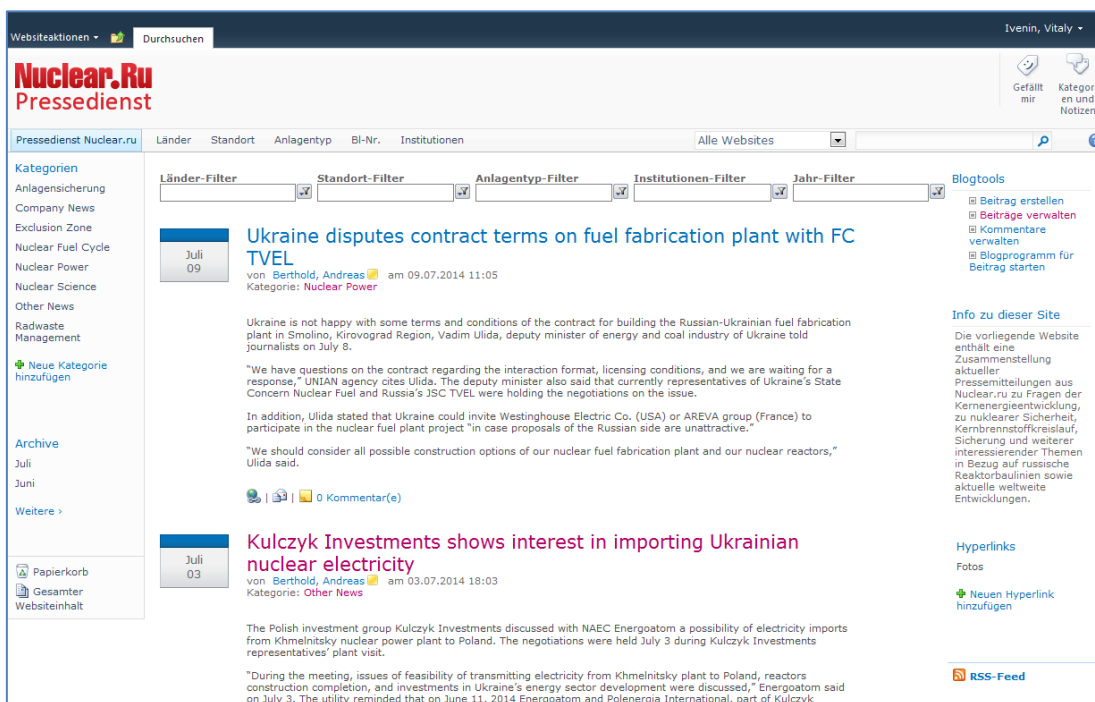 Websiteaktionen
Durchsuchen
Ivenin, Vitaly
Nuclear.Ru
Pressedienst
Gefällt
mir
Kategor
en und
Notizen
Pressedienst Nuclear.ru
Länder
Standort
Anlagentyp
BI-Nr.
Institutionen
Alle Websites
Kategorien
Anlagensicherung
Company News
Exclusion Zone
Nuclear Fuel Cycle
Nuclear Power
Nuclear Science
Other News
Radwaste
Management
Neue Kategorie
hinzufügen
Archive
Juli
Juni
Weitere ›
Papierkorb
Gesamter
Websiteinhalt
Länder-Filter
Standort-Filter
Anlagentyp-Filter
Institutionen-Filter
Jahr-Filter
Juli
09
Ukraine disputes contract terms on fuel fabrication plant with FC
TVEL
von Berthold, Andreas am 09.07.2014 11:05
Kategorie: Nuclear Power
Ukraine is not happy with some terms and conditions of the contract for building the Russian-Ukrainian fuel fabrication
plant in Smolino, Kirovograd Region, Vadim Ulida, deputy minister of energy and coal industry of Ukraine told
journalists on July 8.
“We have questions on the contract regarding the interaction format, licensing conditions, and we are waiting for a
response,” UNIAN agency cites Ulida. The deputy minister also said that currently representatives of Ukraine’s State
Concern Nuclear Fuel and Russia’s JSC TVEL were holding the negotiations on the issue.
In addition, Ulida stated that Ukraine could invite Westinghouse Electric Co. (USA) or AREVA group (France) to
participate in the nuclear fuel plant project “in case proposals of the Russian side are unattractive.”
“We should consider all possible construction options of our nuclear fuel fabrication plant and our nuclear reactors,”
Ulida said.
| | 0 Kommentar(e)
Juli
03
Kulczyk Investments shows interest in importing Ukrainian
nuclear electricity
von Berthold, Andreas am 03.07.2014 18:03
Kategorie: Other News
The Polish investment group Kulczyk Investments discussed with NAEC Energoatom a possibility of electricity imports
from Khmelnitsky nuclear power plant to Poland. The negotiations were held July 3 during Kulczyk Investments
representatives’ plant visit.
“During the meeting, issues of feasibility of transmitting electricity from Khmelnitsky plant to Poland, reactors
construction completion, and investments in Ukraine’s energy sector development were discussed,” Energoatom said
on July 3. The utility reminded that on June 11, 2014 Energoatom and Polenergia International, part of Kulczyk
Blogtools
Beitrag erstellen
Beiträge verwalten
Kommentare
verwalten
Blogprogramm für
Beitrag starten
Info zu dieser Site
Die vorliegende Website
enthält eine
Zusammenstellung
aktueller
Pressemitteilungen aus
Nuclear.ru zu Fragen der
Kernenergieentwicklung,
zu nuklearer Sicherheit,
Kernbrennstoffkreislauf,
Sicherung und weiterer
interessierender Themen
in Bezug auf russische
Reaktorbaulinien sowie
aktuelle weltweite
Entwicklungen.
Hyperlinks
Fotos
Neuen Hyperlink
hinzufügen
RSS-Feed